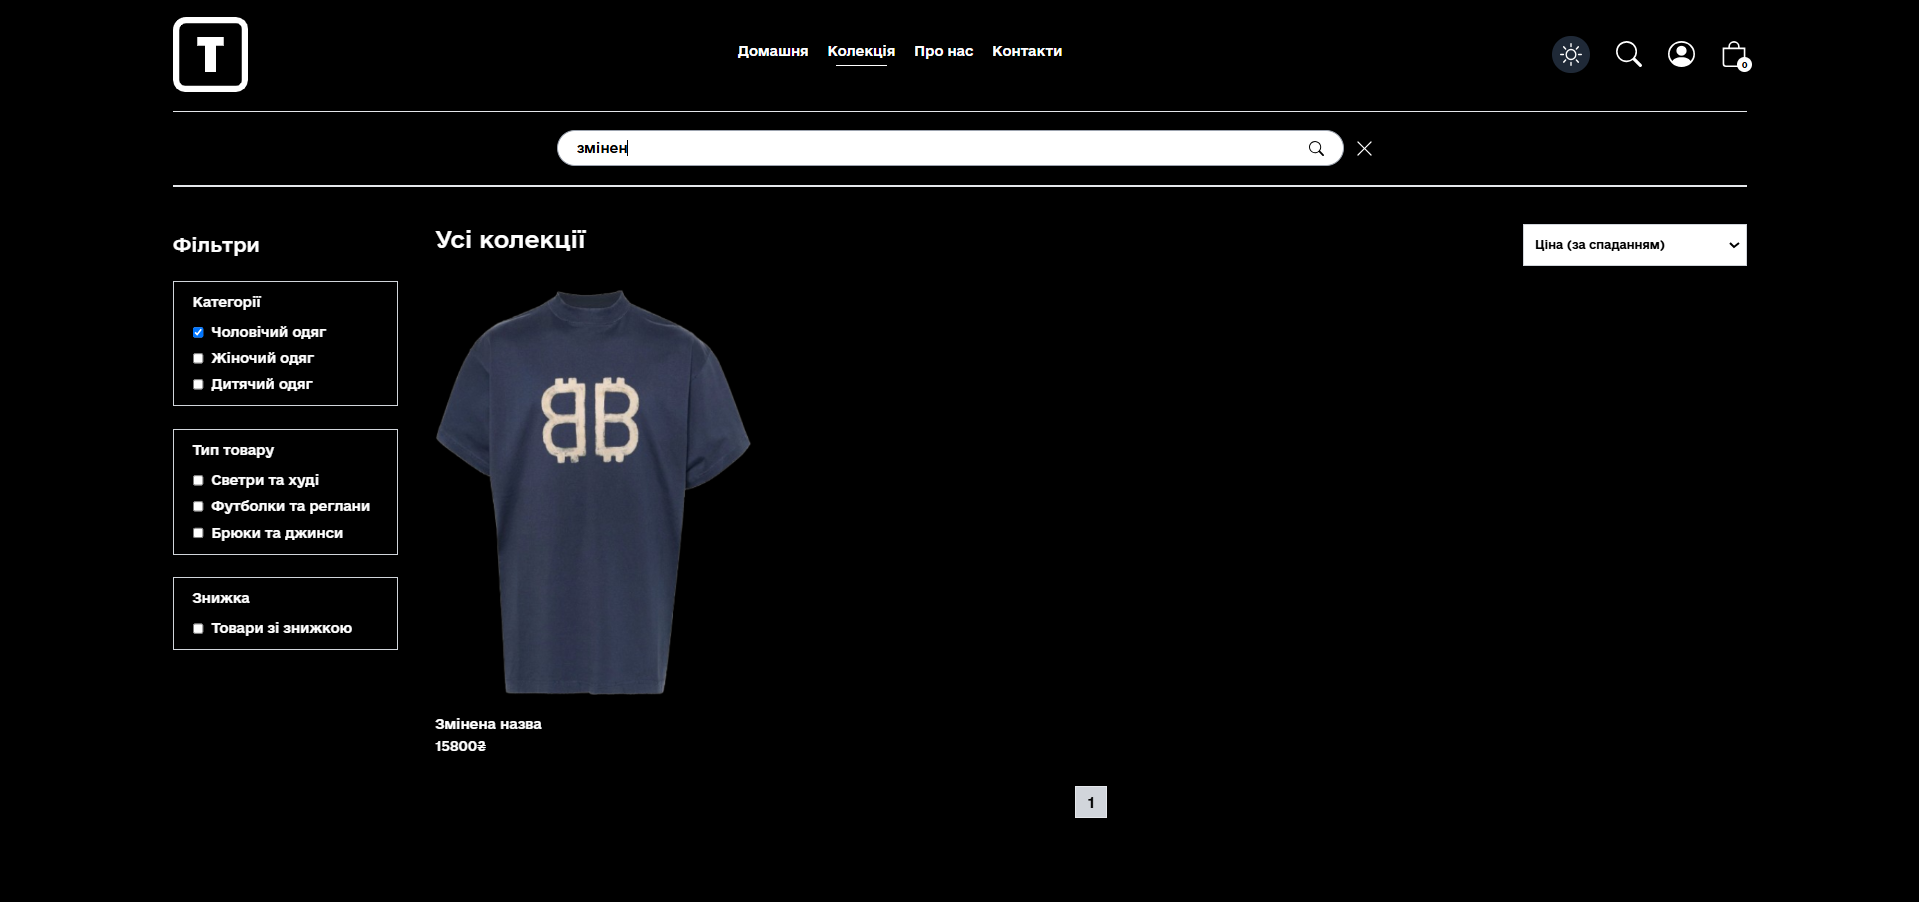 T
Домашня Колекція Про нас Контакти
0
змінен
Фільтри
Категорії
Чоловічий одяг
Жіночий одяг
Дитячий одяг
Тип товару
Светри та худі
Футболки та реглани
Брюки та джинси
Знижка
Товари зі знижкою
Усі колекції
Ціна (за спаданням)
BB
Змінена назва
15800₴
1